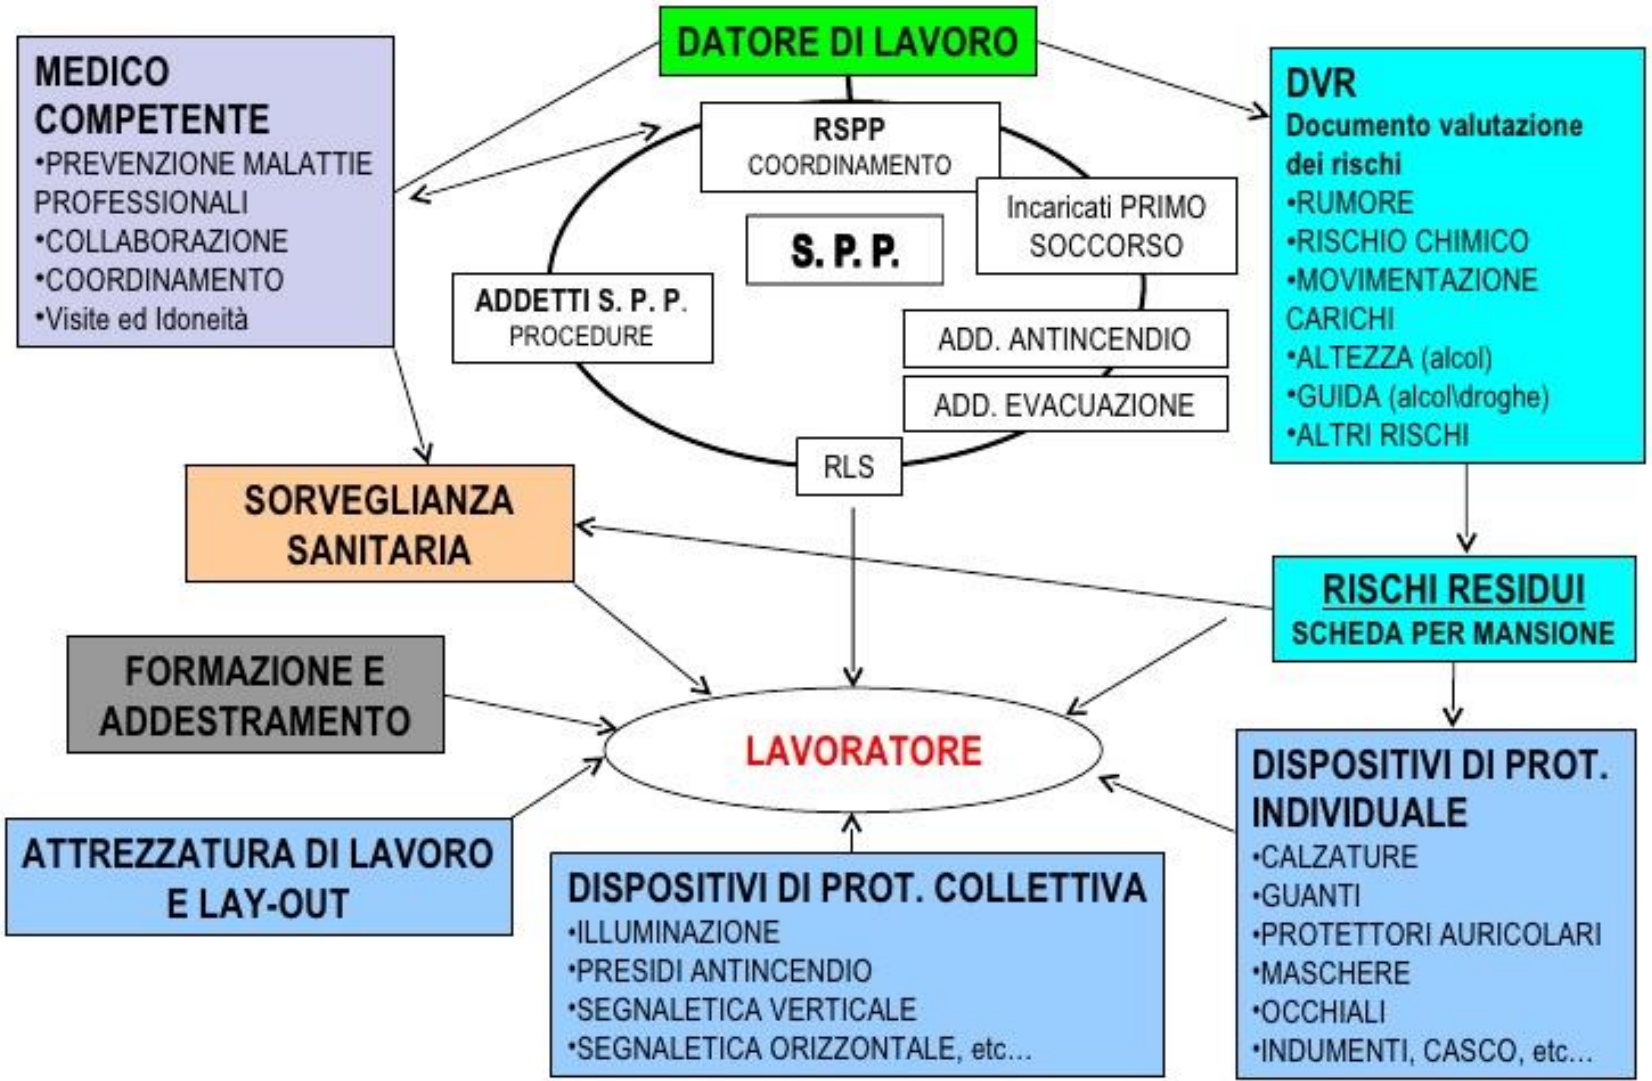 DATORE DI LAVORO
MEDICO
COMPETENTE
•PREVENZIONE MALATTIE
PROFESSIONALI
•COLLABORAZIONE
•COORDINAMENTO
•Visite ed Idoneità
RSPP
COORDINAMENTO
Incaricati PRIMO
SOCCORSO
S. P. P.
ADDETTI S. P. P.
PROCEDURE
ADD. ANTINCENDIO
ADD. EVACUAZIONE
RLS
DVR
Documento valutazione
dei rischi
•RUMORE
•RISCHIO CHIMICO
•MOVIMENTAZIONE
CARICHI
•ALTEZZA (alcol)
•GUIDA (alcol\droghe)
•ALTRI RISCHI
SORVEGLIANZA
SANITARIA
RISCHI RESIDUI
SCHEDA PER MANSIONE
FORMAZIONE E
ADDESTRAMENTO
LAVORATORE
ATTREZZATURA DI LAVORO
E LAY-OUT
DISPOSITIVI DI PROT. COLLETTIVA
•ILLUMINAZIONE
•PRESIDI ANTINCENDIO
•SEGNALETICA VERTICALE
•SEGNALETICA ORIZZONTALE, etc…
DISPOSITIVI DI PROT.
INDIVIDUALE
•CALZATURE
•GUANTI
•PROTETTORI AURICOLARI
•MASCHERE
•OCCHIALI
•INDUMENTI, CASCO, etc…